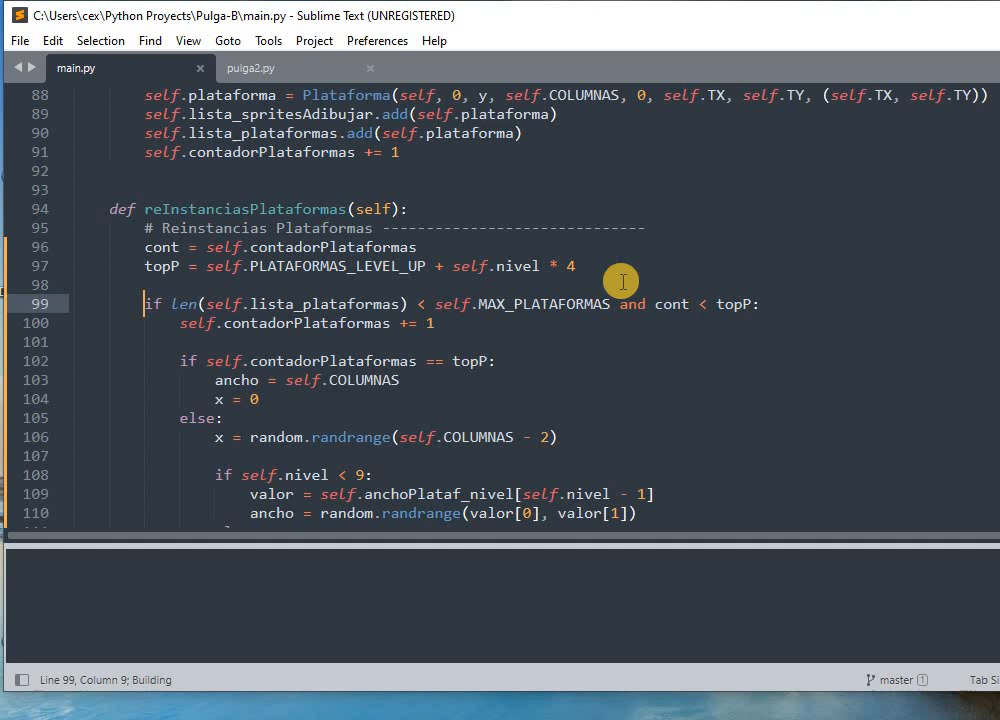 C:\Users\cex\Python Proyects\Pulga-B\main.py - Sublime Text (UNREGISTERED)
File Edit Selection Find View Goto Tools Project Preferences Help
main.py × pulga2.py ×
88 self.plataforma = Plataforma(self, 0, y, self.COLUMNAS, 0, self.TX, self.TY, (self.TX, self.TY))
89 self.lista_spritesAdibujar.add(self.plataforma)
90 self.lista_plataformas.add(self.plataforma)
91 self.contadorPlataformas += 1
92
93
94 def reInstanciasPlataformas(self):
95 # Reinstancias Plataformas ------------------------------
96 cont = self.contadorPlataformas
97 topP = self.PLATAFORMAS_LEVEL_UP + self.nivel * 4
98
99 if len(self.lista_plataformas) < self.MAX_PLATAFORMAS and cont < topP:
100 self.contadorPlataformas += 1
101
102 if self.contadorPlataformas == topP:
103 ancho = self.COLUMNAS
104 x = 0
105 else:
106 x = random.randrange(self.COLUMNAS - 2)
107
108 if self.nivel < 9:
109 valor = self.anchoPlataf_nivel[self.nivel - 1]
110 ancho = random.randrange(valor[0], valor[1])
Line 99, Column 9; Building master 1 Tab Si